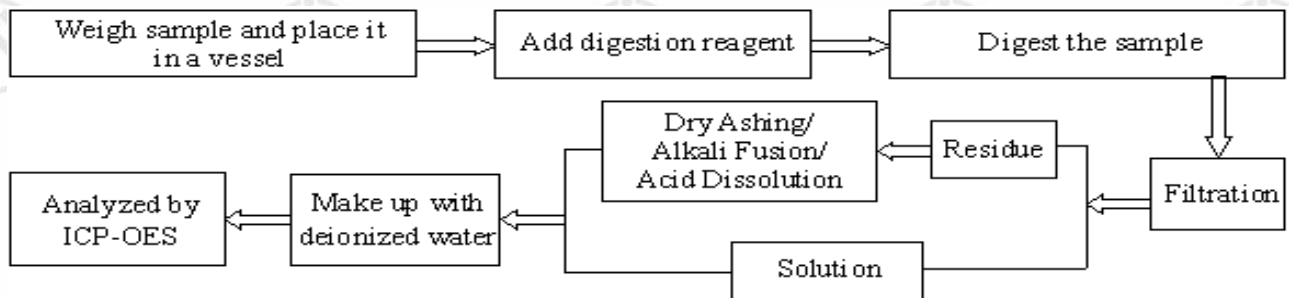 Weigh sample and place it
in a vessel
Add digestion reagent
Digest the sample
Filtration
Residue
Dry Ashing/
Alkali Fusion/
Acid Dissolution
Solution
Make up with
deionized water
Analyzed by
ICP-OES